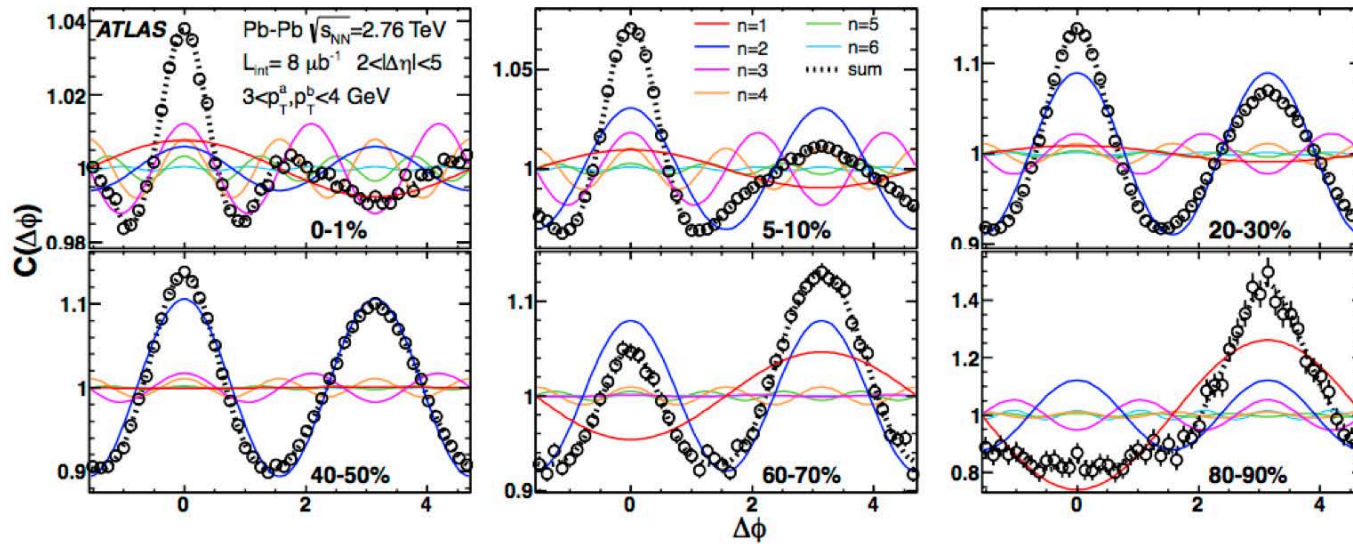 ATLAS Pb-Pb √s_NN=2.76 TeV
L_int= 8 μb⁻¹ 2<|Δη|<5
3<p_T^a,p_T^b<4 GeV
n=1 n=5
n=2 n=6
n=3 sum
n=4
1.04
1.02
1
0.98
0-1%
1.05
1
5-10%
1.1
1
0.9
20-30%
C(Δϕ)
1.1
1
0.9
40-50%
0 2 4
1.1
1
0.9
60-70%
0 2 4
1.4
1.2
1
0.8
80-90%
0 2 4
Δϕ